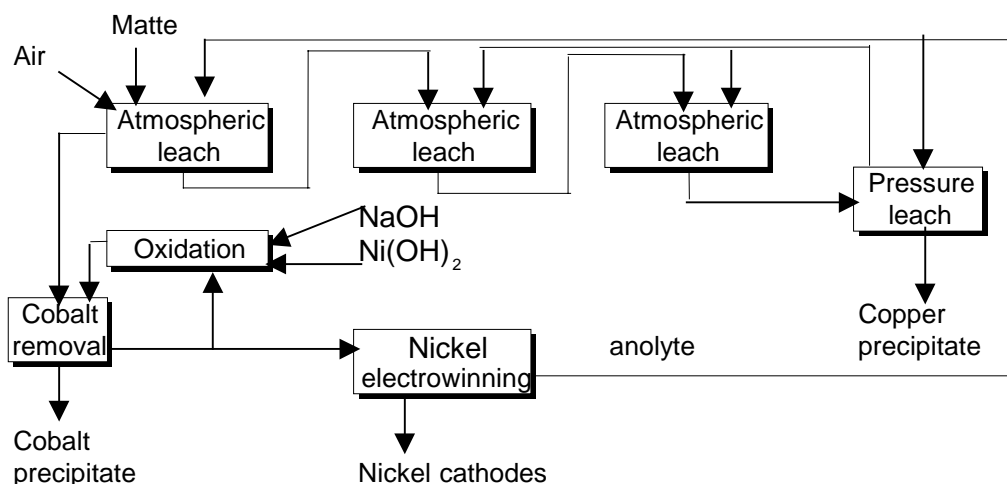 Matte
Air
Atmospheric
leach
Atmospheric
leach
Atmospheric
leach
Pressure
leach
NaOH
Ni(OH)₂
Oxidation
Cobalt
removal
Nickel
electrowinning
anolyte
Copper
precipitate
Cobalt
precipitate
Nickel cathodes